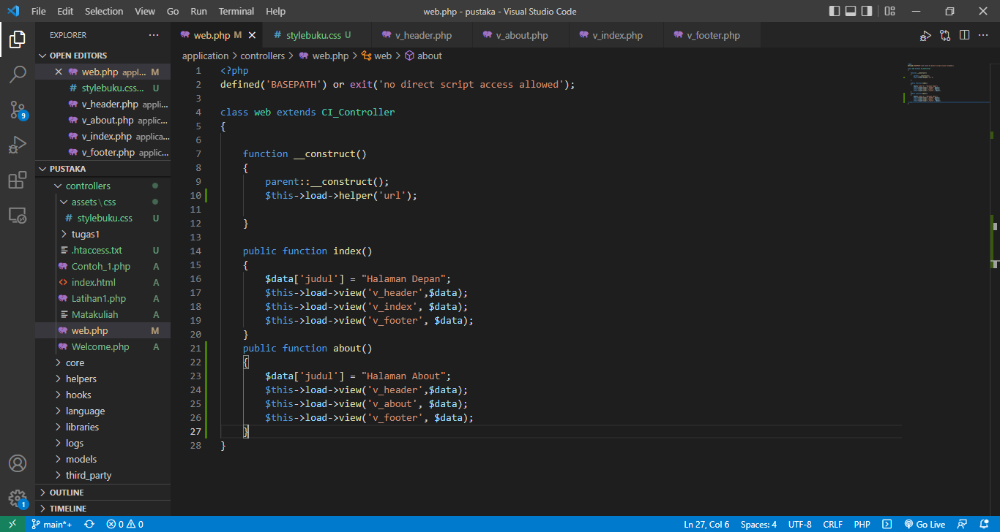 File Edit Selection View Go Run Terminal Help web.php - pustaka - Visual Studio Code
EXPLORER ···
web.php M
# stylebuku.css U
v_header.php
v_about.php
v_index.php
v_footer.php
OPEN EDITORS
web.php appl... M
# stylebuku.css... U
v_header.php appli...
v_about.php applic...
v_index.php applica...
v_footer.php applic...
PUSTAKA
controllers
assets\css
# stylebuku.css U
tugas1
.htaccess.txt U
Contoh_1.php A
<> index.html A
Latihan1.php A
Matakuliah A
web.php M
Welcome.php A
core
helpers
hooks
language
libraries
logs
models
third_party
OUTLINE
TIMELINE
9
1
application > controllers > web.php > web > about
1 <?php
2 defined('BASEPATH') or exit('no direct script access allowed');
3
4 class web extends CI_Controller
5 {
6
7 function __construct()
8 {
9 parent::__construct();
10 $this->load->helper('url');
11
12 }
13
14 public function index()
15 {
16 $data['judul'] = "Halaman Depan";
17 $this->load->view('v_header',$data);
18 $this->load->view('v_index', $data);
19 $this->load->view('v_footer', $data);
20 }
21 public function about()
22 {
23 $data['judul'] = "Halaman About";
24 $this->load->view('v_header',$data);
25 $this->load->view('v_about', $data);
26 $this->load->view('v_footer', $data);
27 }
28 }
main*+ 0 0 Ln 27, Col 6 Spaces: 4 UTF-8 CRLF PHP Go Live